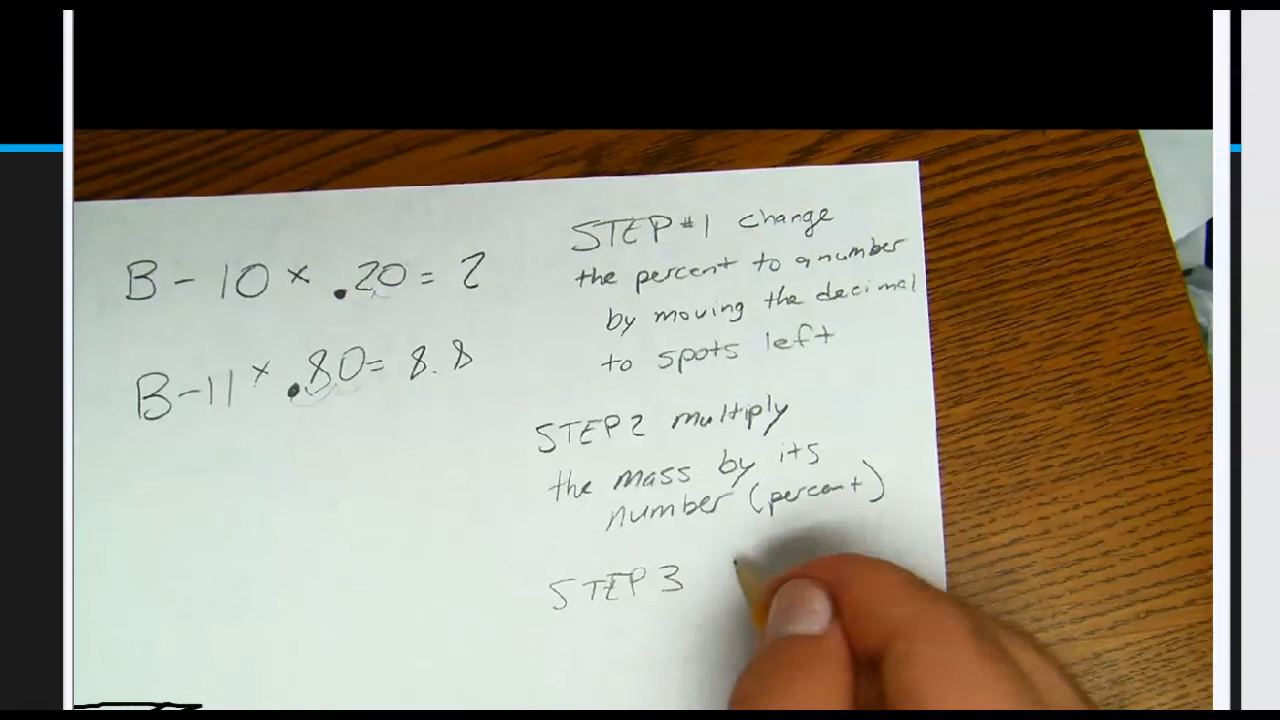 B - 10 × .20 = 2
B - 11 × .80 = 8.8
STEP #1 change
the percent to a number
by moving the decimal
to spots left
STEP 2 multiply
the mass by its
number (percent)
STEP 3